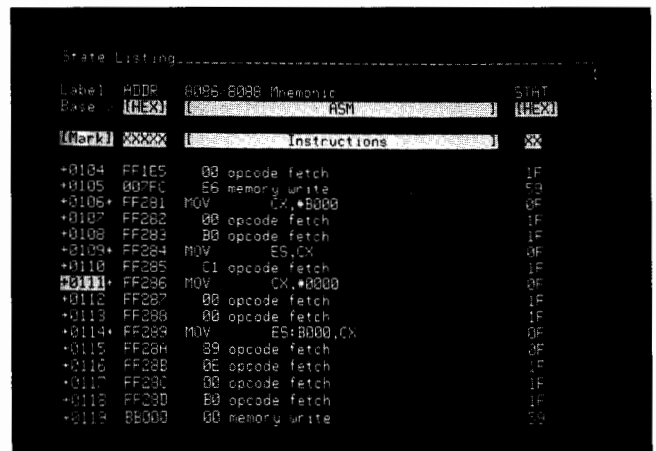 State Listing
Label ADDR 8086/8088 Mnemonic STAT
Base [HEX] [ ASM ] [HEX]
[Mark] XXXXX [ Instructions ] XX
+0104 FF1E5 00 opcode fetch 1F
+0105 007FC E6 memory write 59
+0106+ FF281 MOV CX,*B000 0F
+0107 FF282 00 opcode fetch 1F
+0108 FF283 B0 opcode fetch 1F
+0109+ FF284 MOV ES,CX 0F
+0110 FF285 C1 opcode fetch 1F
+0111+ FF286 MOV CX,*0000 0F
+0112 FF287 00 opcode fetch 1F
+0113 FF288 00 opcode fetch 1F
+0114+ FF289 MOV ES:B000,CX 0F
+0115 FF28A 89 opcode fetch 0F
+0116 FF28B 0E opcode fetch 1F
+0117 FF28C 00 opcode fetch 1F
+0118 FF28D B0 opcode fetch 1F
+0119 BB000 00 memory write 59